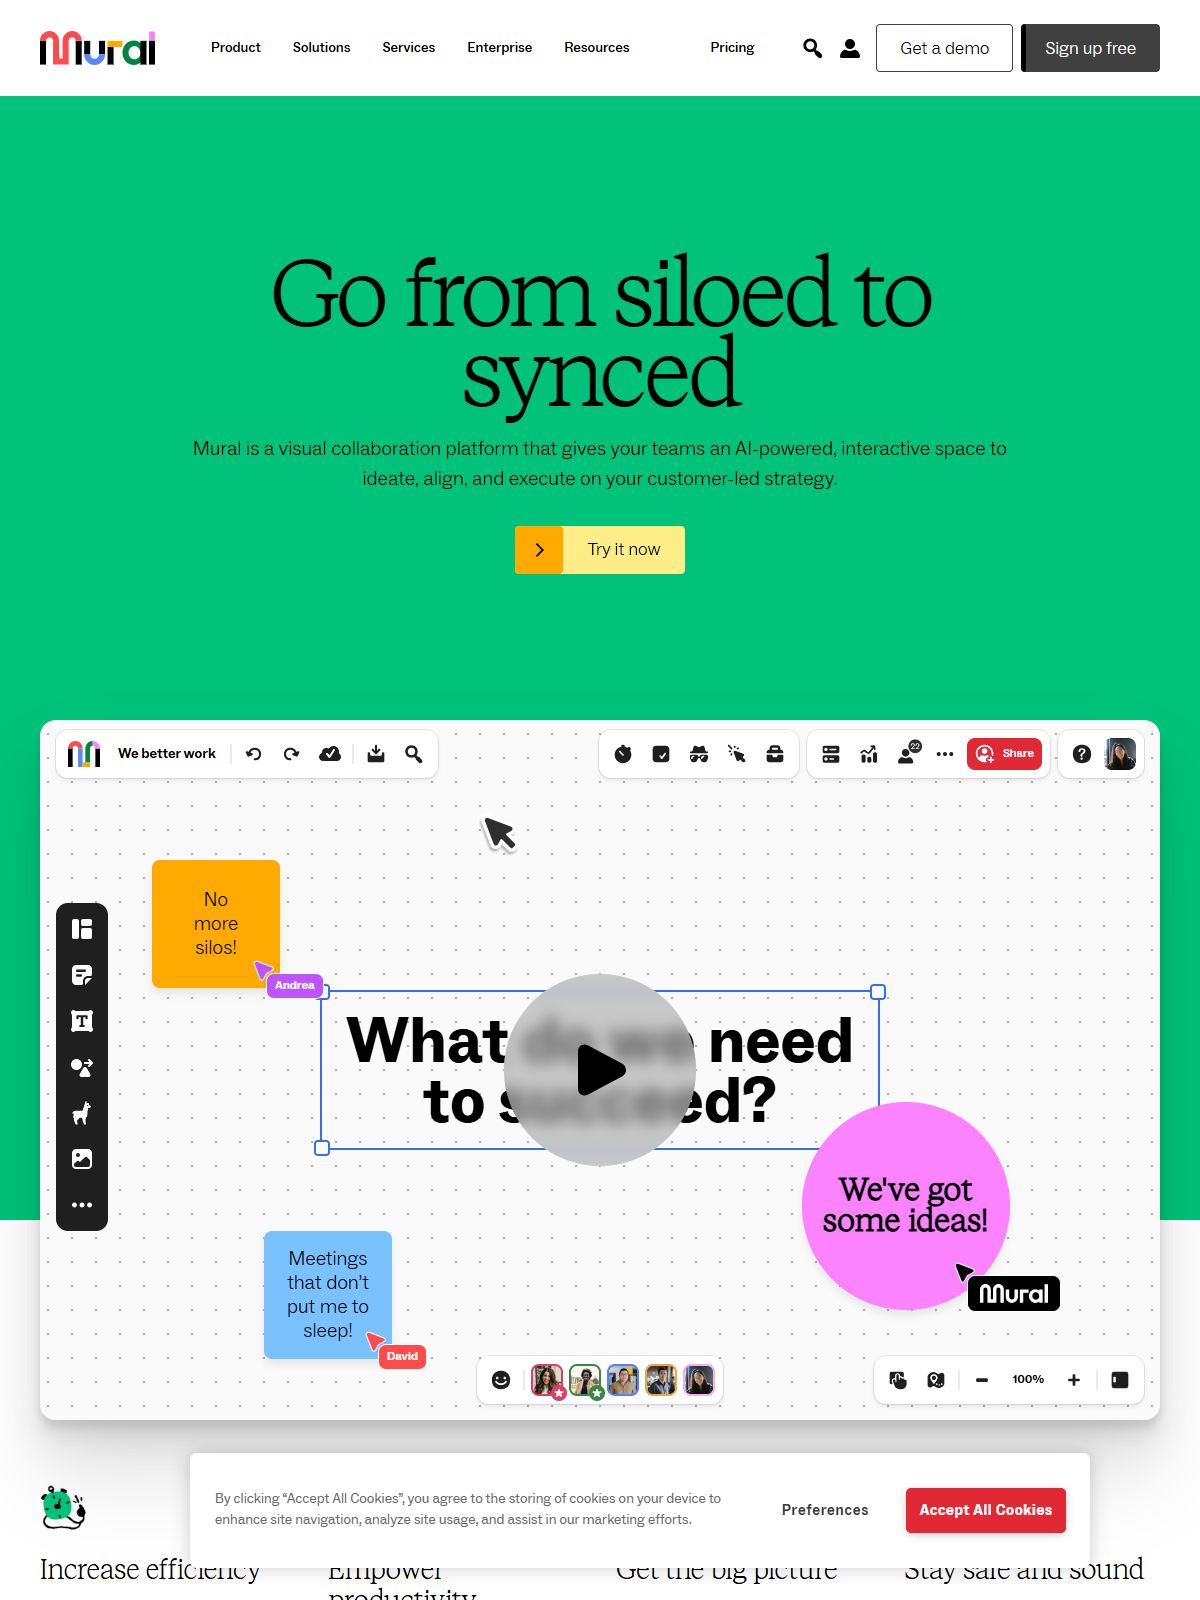 Mural
Product Solutions Services Enterprise Resources Pricing Get a demo Sign up free
Go from siloed to
synced
Mural is a visual collaboration platform that gives your teams an AI-powered, interactive space to
ideate, align, and execute on your customer-led strategy.
Try it now
We better work
22
Share
No
more
silos!
Andrea
What do we need
to succeed?
T
We've got
some ideas!
Mural
Meetings
that don't
put me to
sleep!
David
100%
By clicking “Accept All Cookies”, you agree to the storing of cookies on your device to
enhance site navigation, analyze site usage, and assist in our marketing efforts.
Preferences
Accept All Cookies
Increase efficiency
Empower
productivity
Get the big picture
Stay safe and sound